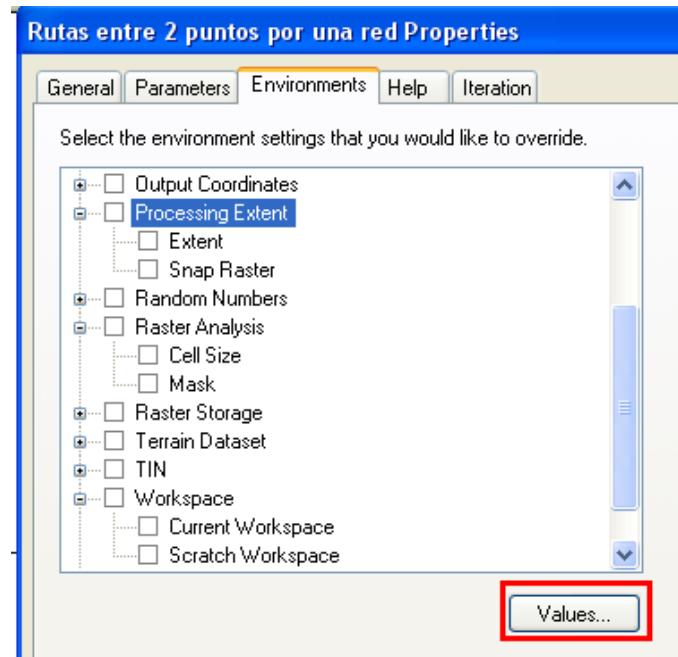 Rutas entre 2 puntos por una red Properties
General Parameters Environments Help Iteration
Select the environment settings that you would like to override.
Output Coordinates
Processing Extent
Extent
Snap Raster
Random Numbers
Raster Analysis
Cell Size
Mask
Raster Storage
Terrain Dataset
TIN
Workspace
Current Workspace
Scratch Workspace
Values...